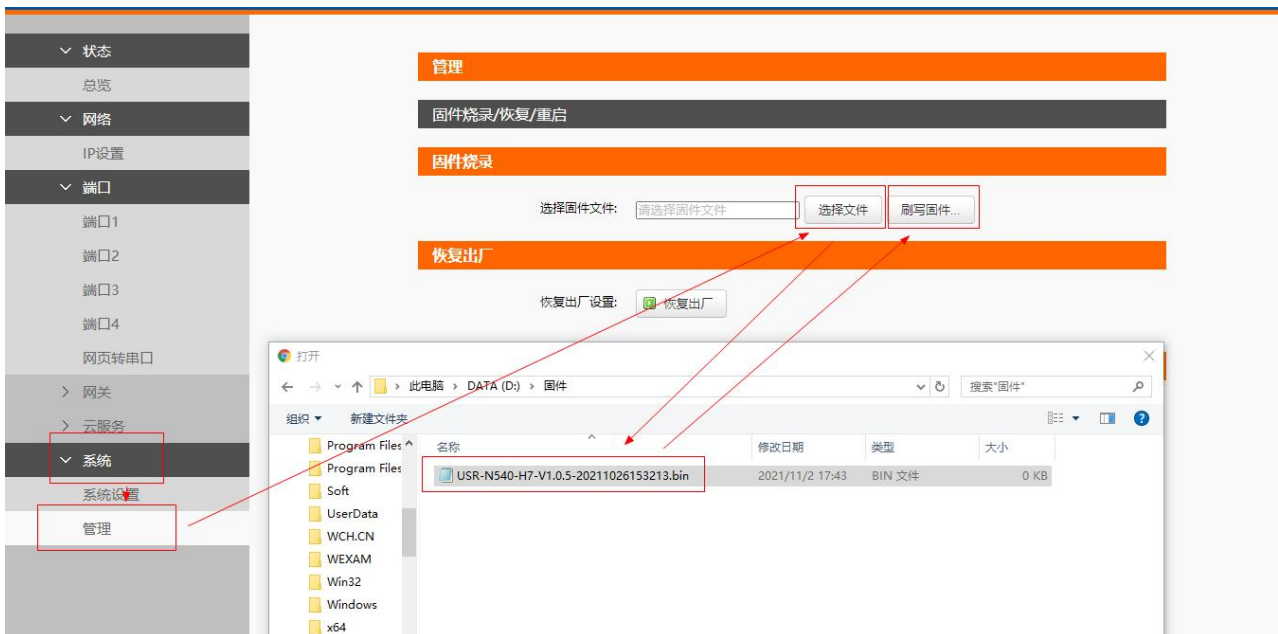 状态
总览
网络
IP设置
端口
端口1
端口2
端口3
端口4
网页转串口
网关
云服务
系统
系统设置
管理
管理
固件烧录/恢复/重启
固件烧录
选择固件文件: 请选择固件文件 选择文件 刷写固件...
恢复出厂
恢复出厂设置: 恢复出厂
打开
此电脑 › DATA (D:) › 固件 搜索"固件"
组织 新建文件夹
名称 修改日期 类型 大小
Program Files
Program Files
Soft
UserData
WCH.CN
WEXAM
Win32
Windows
x64
USR-N540-H7-V1.0.5-20211026153213.bin 2021/11/2 17:43 BIN 文件 0 KB